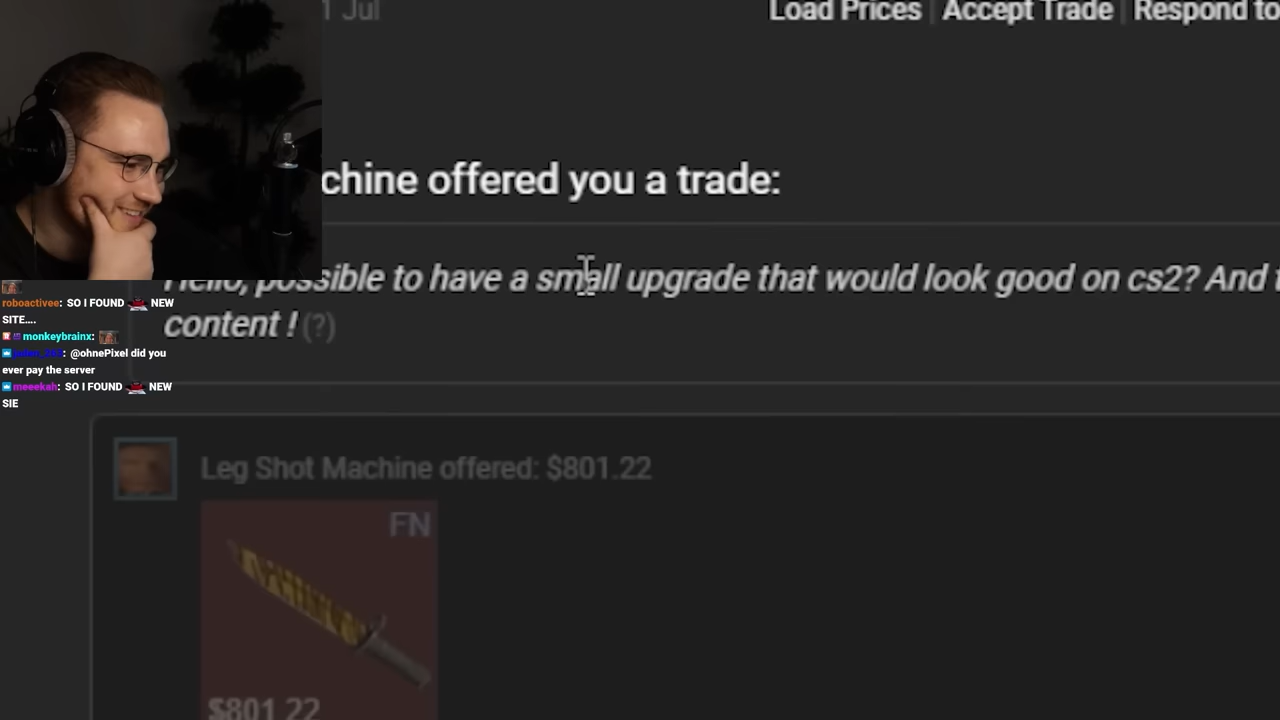 1 Jul
Load Prices | Accept Trade | Respond to
chine offered you a trade:
Hello, possible to have a small upgrade that would look good on cs2? And t
content ! (?)
roboactivee: SO I FOUND NEW
SITE....
monkeybrainx:
: @ohnePixel did you
ever pay the server
meeekah: SO I FOUND NEW
SIE
Leg Shot Machine offered: $801.22
FN
$801.22